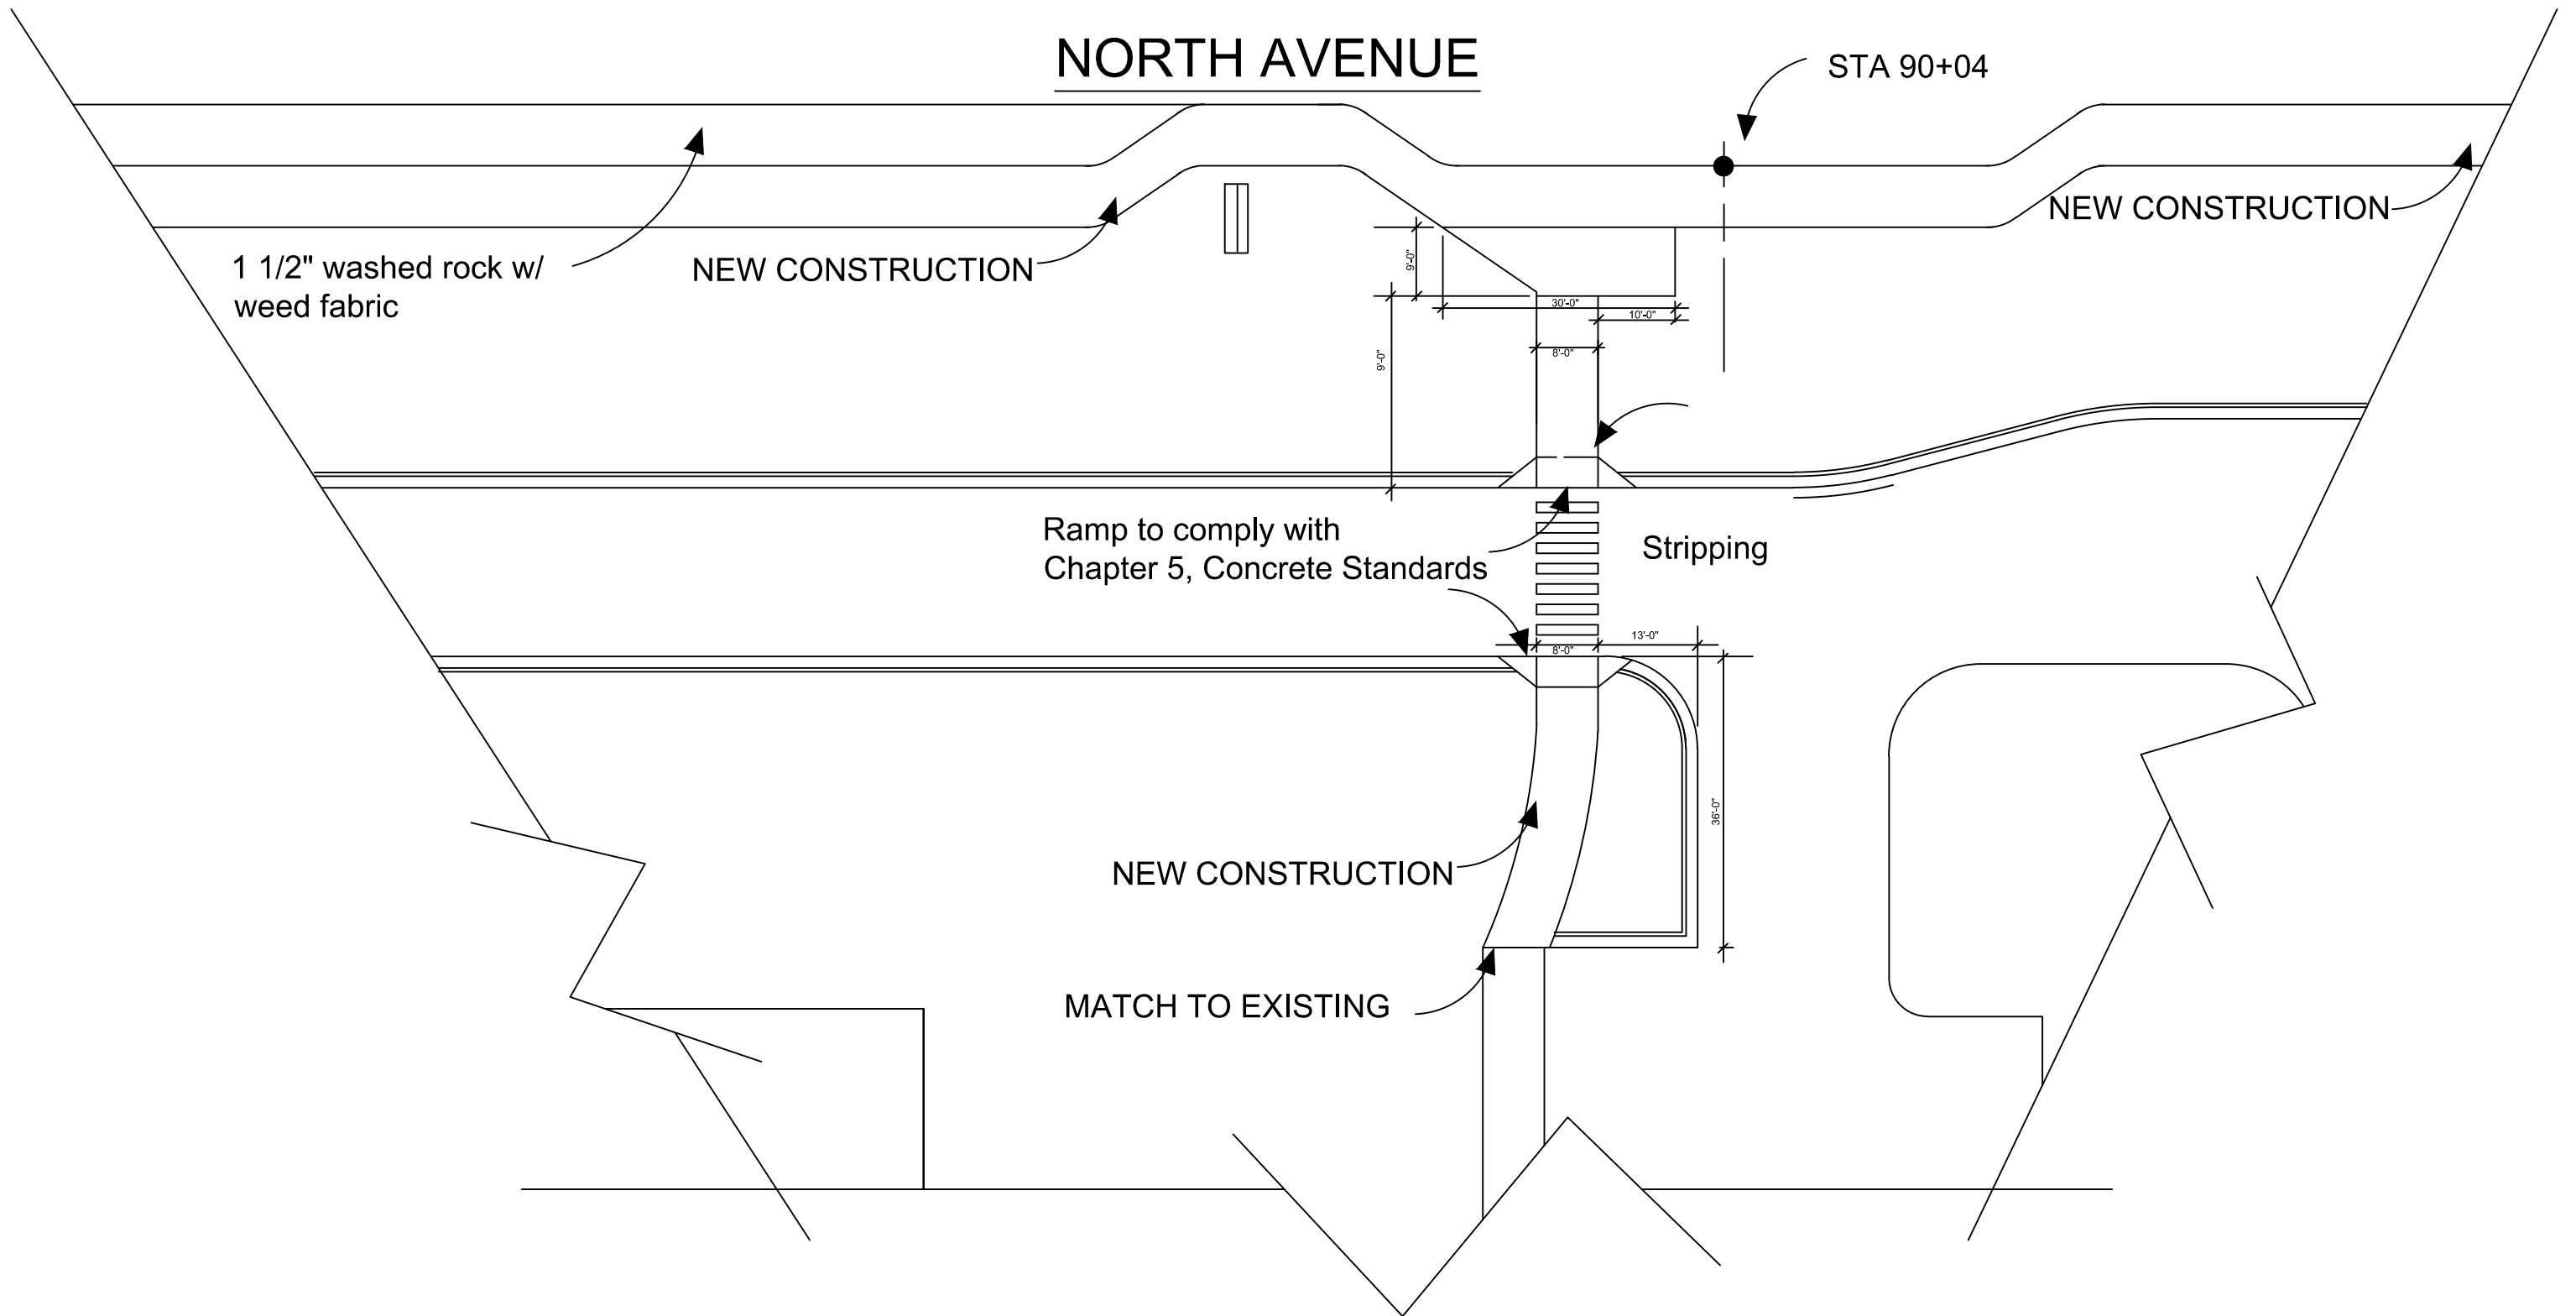 NORTH AVENUE
STA 90+04
NEW CONSTRUCTION
1 1/2" washed rock w/
weed fabric
NEW CONSTRUCTION
9'-0"
30'-0"
10'-0"
8'-0"
9'-0"
Ramp to comply with
Chapter 5, Concrete Standards
Stripping
13'-0"
8'-0"
36'-0"
NEW CONSTRUCTION
MATCH TO EXISTING